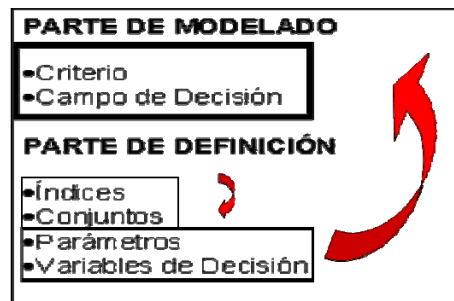 PARTE DE MODELADO
•Criterio
•Campo de Decisión
PARTE DE DEFINICIÓN
•Índices
•Conjuntos
•Parámetros
•Variables de Decisión